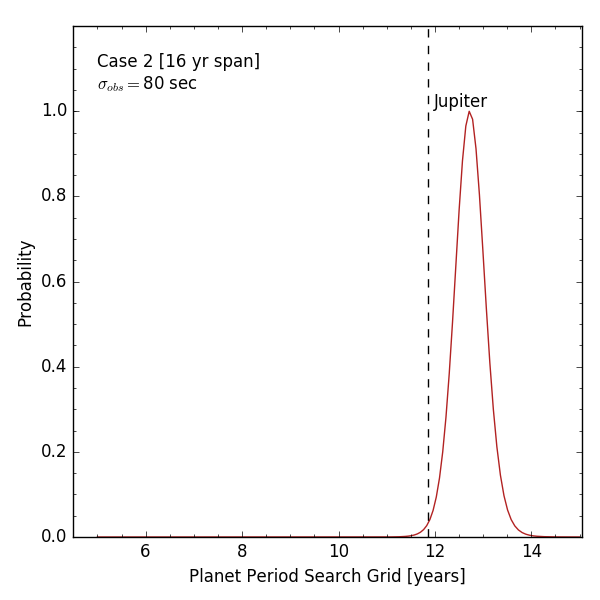 Case 2 [16 yr span]
σobs = 80 sec
Jupiter
1.0
0.8
0.6
0.4
0.2
0.0
Probability
6 8 10 12 14
Planet Period Search Grid [years]